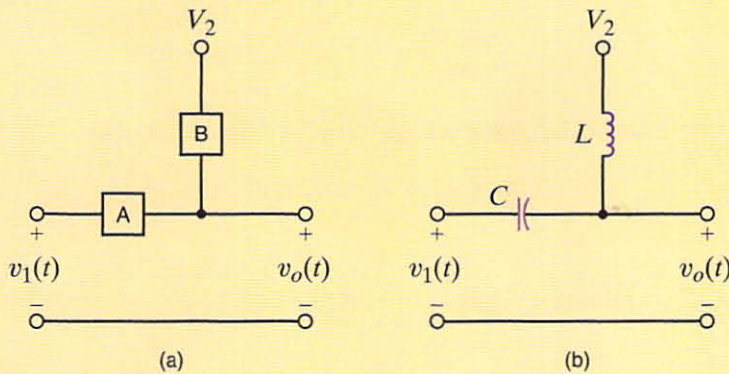 V₂
B
A
+ +
v₁(t) vₒ(t)
− −
(a)
V₂
L
C
+ +
v₁(t) vₒ(t)
− −
(b)